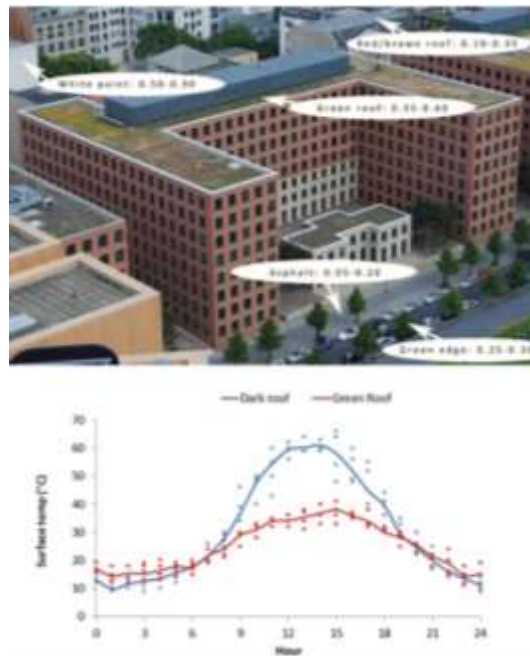 Red/brown roof: 0.10-0.35
White paint: 0.50-0.90
Green roof: 0.35-0.60
Asphalt: 0.05-0.20
Green edge: 0.25-0.30
Dark roof
Green Roof
Surface temp (°C)
70
60
50
40
30
20
10
0
0 3 6 9 12 15 18 21 24
Hour